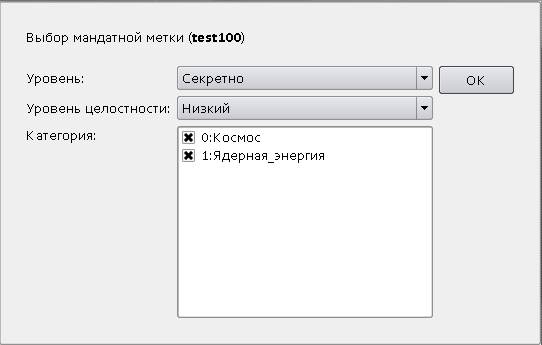 Выбор мандатной метки (test100)
Уровень: Секретно OK
Уровень целостности: Низкий
Категория: 0:Космос
1:Ядерная_энергия